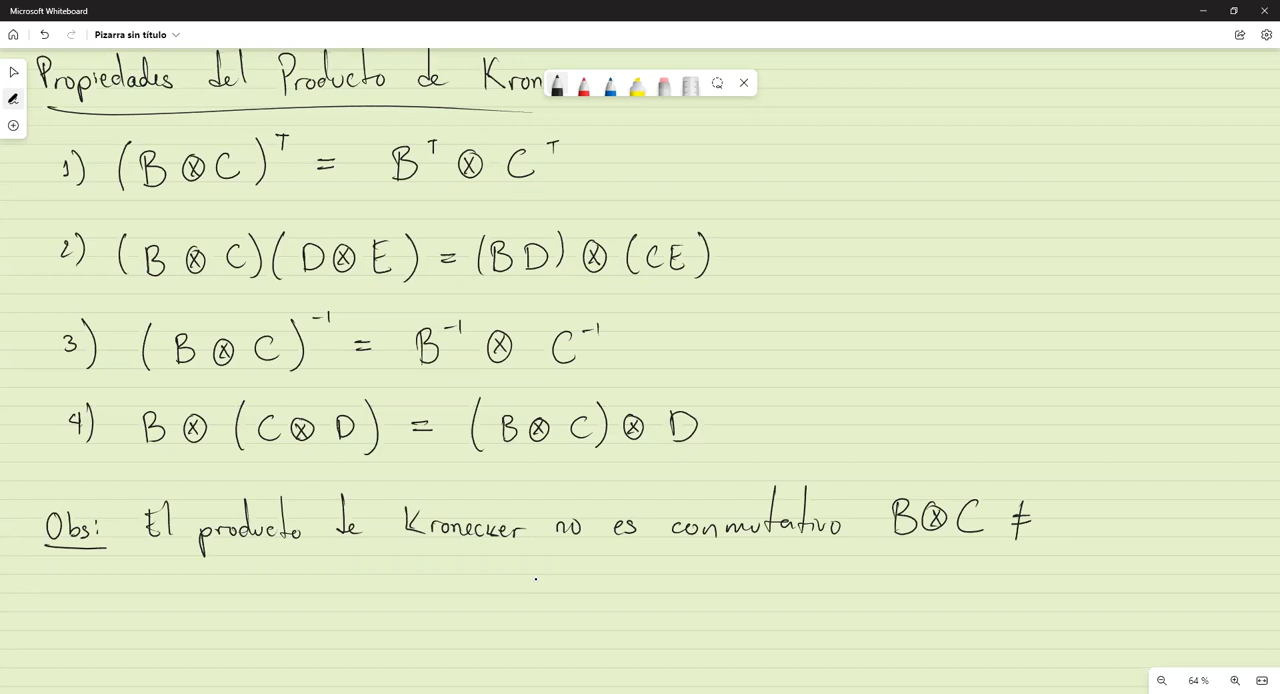 Microsoft Whiteboard
Pizarra sin título
Propiedades del Producto de Kron
1) (B ⊗ C)ᵀ = Bᵀ ⊗ Cᵀ
2) (B ⊗ C)(D ⊗ E) = (BD) ⊗ (CE)
3) (B ⊗ C)⁻¹ = B⁻¹ ⊗ C⁻¹
4) B ⊗ (C ⊗ D) = (B ⊗ C) ⊗ D
Obs: El producto de Kronecker no es conmutativo B ⊗ C ≠
64 %